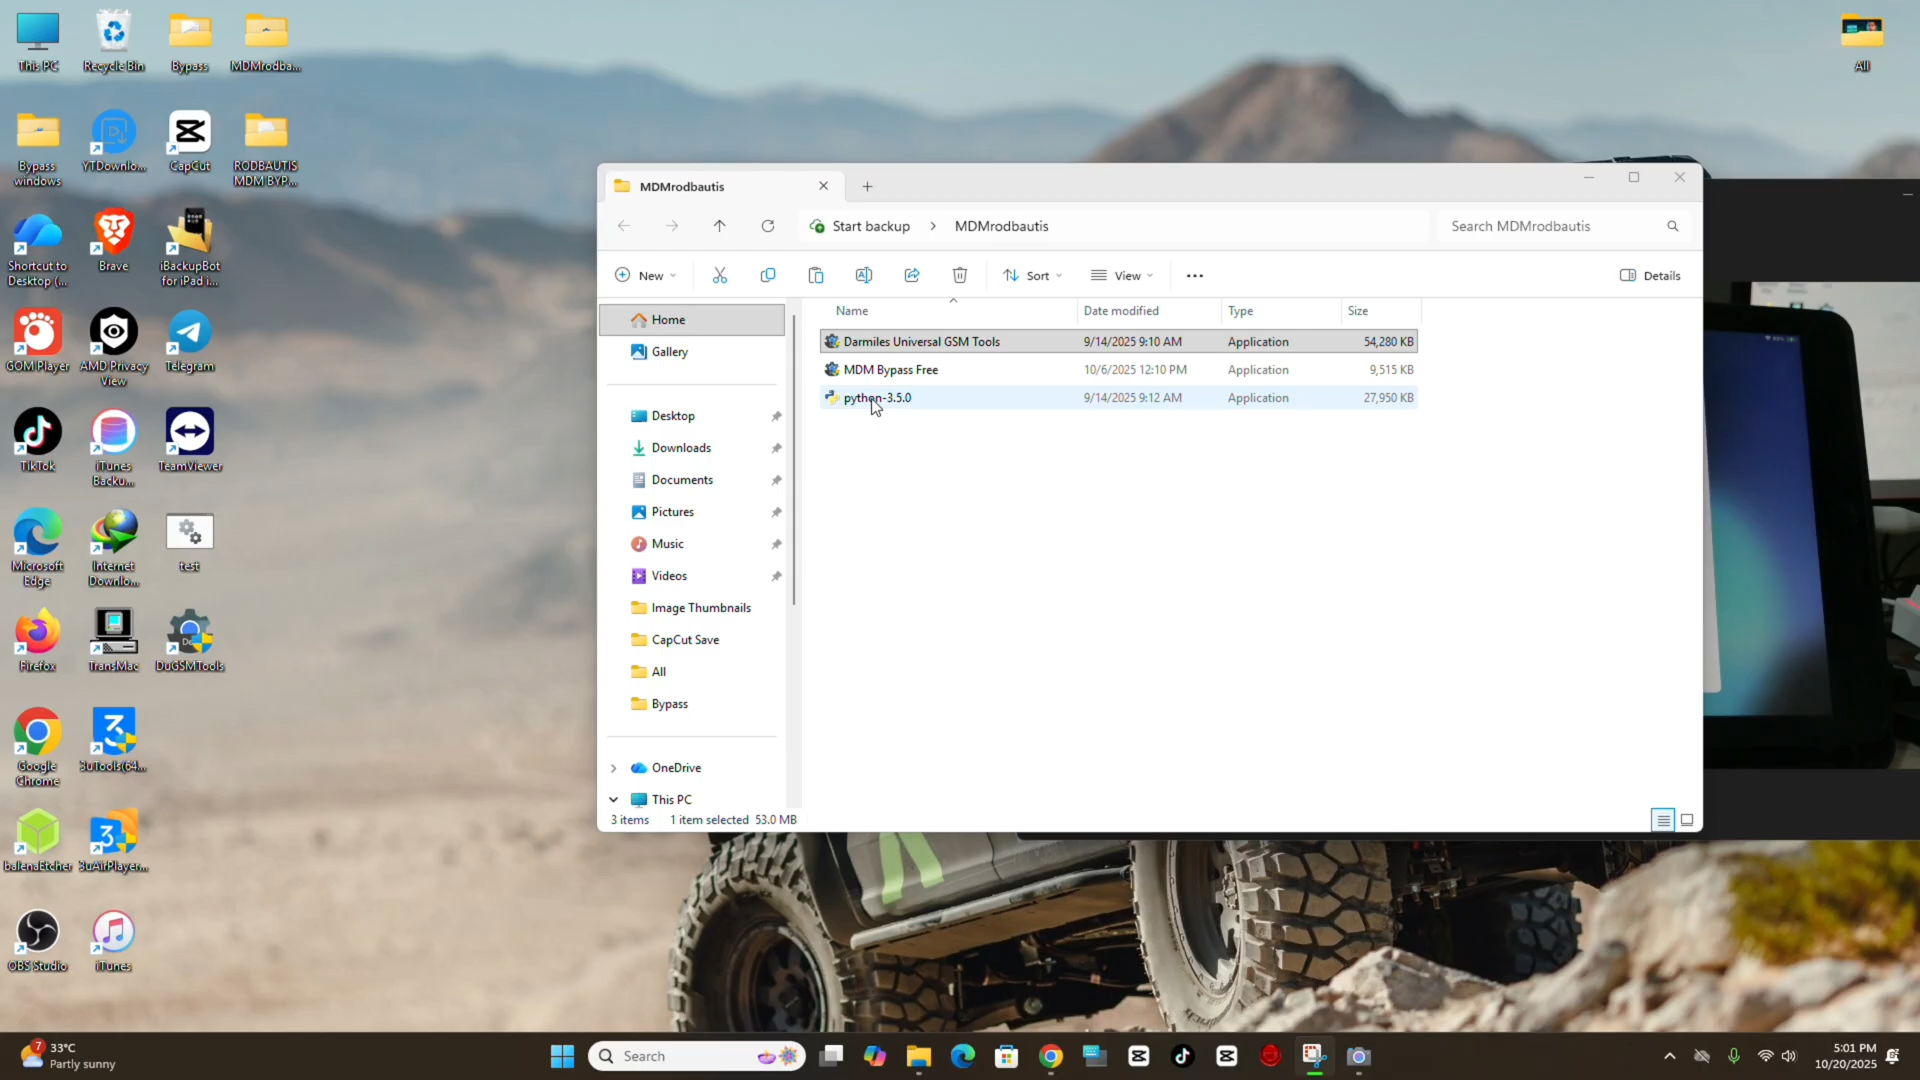 This PC
Recycle Bin
Bypass
MDMrodba...
All
Bypass
windows
YTDownlo...
CapCut
RODBAUTIS
MDM BYP...
Shortcut to
Desktop (...
Brave
iBackupBot
for iPad i...
GOM Player
AMD Privacy
View
Telegram
TikTok
iTunes
Backu...
TeamViewer
Microsoft
Edge
Internet
Downlo...
test
Firefox
TransMac
DuGSMTools
Google
Chrome
3uTools(64...
balenaEtcher
3uAirPlayer...
OBS Studio
iTunes
MDMrodbautis
Start backup > MDMrodbautis
Search MDMrodbautis
New
Sort
View
Details
Name Date modified Type Size
Home
Gallery
Desktop
Downloads
Documents
Pictures
Music
Videos
Image Thumbnails
CapCut Save
All
Bypass
OneDrive
This PC
Darmiles Universal GSM Tools 9/14/2025 9:10 AM Application 54,280 KB
MDM Bypass Free 10/6/2025 12:10 PM Application 9,515 KB
python-3.5.0 9/14/2025 9:12 AM Application 27,950 KB
3 items 1 item selected 53.0 MB
7
33°C
Partly sunny
Search
5:01 PM
10/20/2025